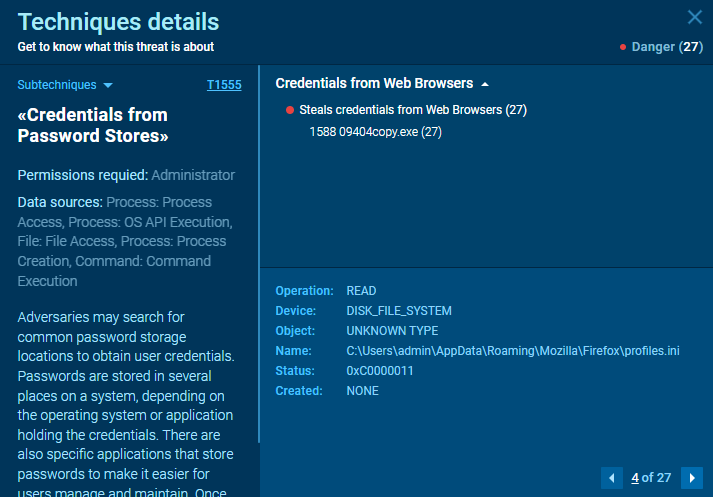 Techniques details
Get to know what this threat is about
Danger (27)
Subtechniques
T1555
«Credentials from
Password Stores»
Permissions requied: Administrator
Data sources: Process: Process
Access, Process: OS API Execution,
File: File Access, Process: Process
Creation, Command: Command
Execution
Adversaries may search for
common password storage
locations to obtain user credentials.
Passwords are stored in several
places on a system, depending on
the operating system or application
holding the credentials. There are
also specific applications that store
passwords to make it easier for
users manage and maintain. Once
Credentials from Web Browsers
Steals credentials from Web Browsers (27)
1588 09404copy.exe (27)
Operation: READ
Device: DISK_FILE_SYSTEM
Object: UNKNOWN TYPE
Name: C:\Users\admin\AppData\Roaming\Mozilla\Firefox\profiles.ini
Status: 0xC0000011
Created: NONE
4 of 27